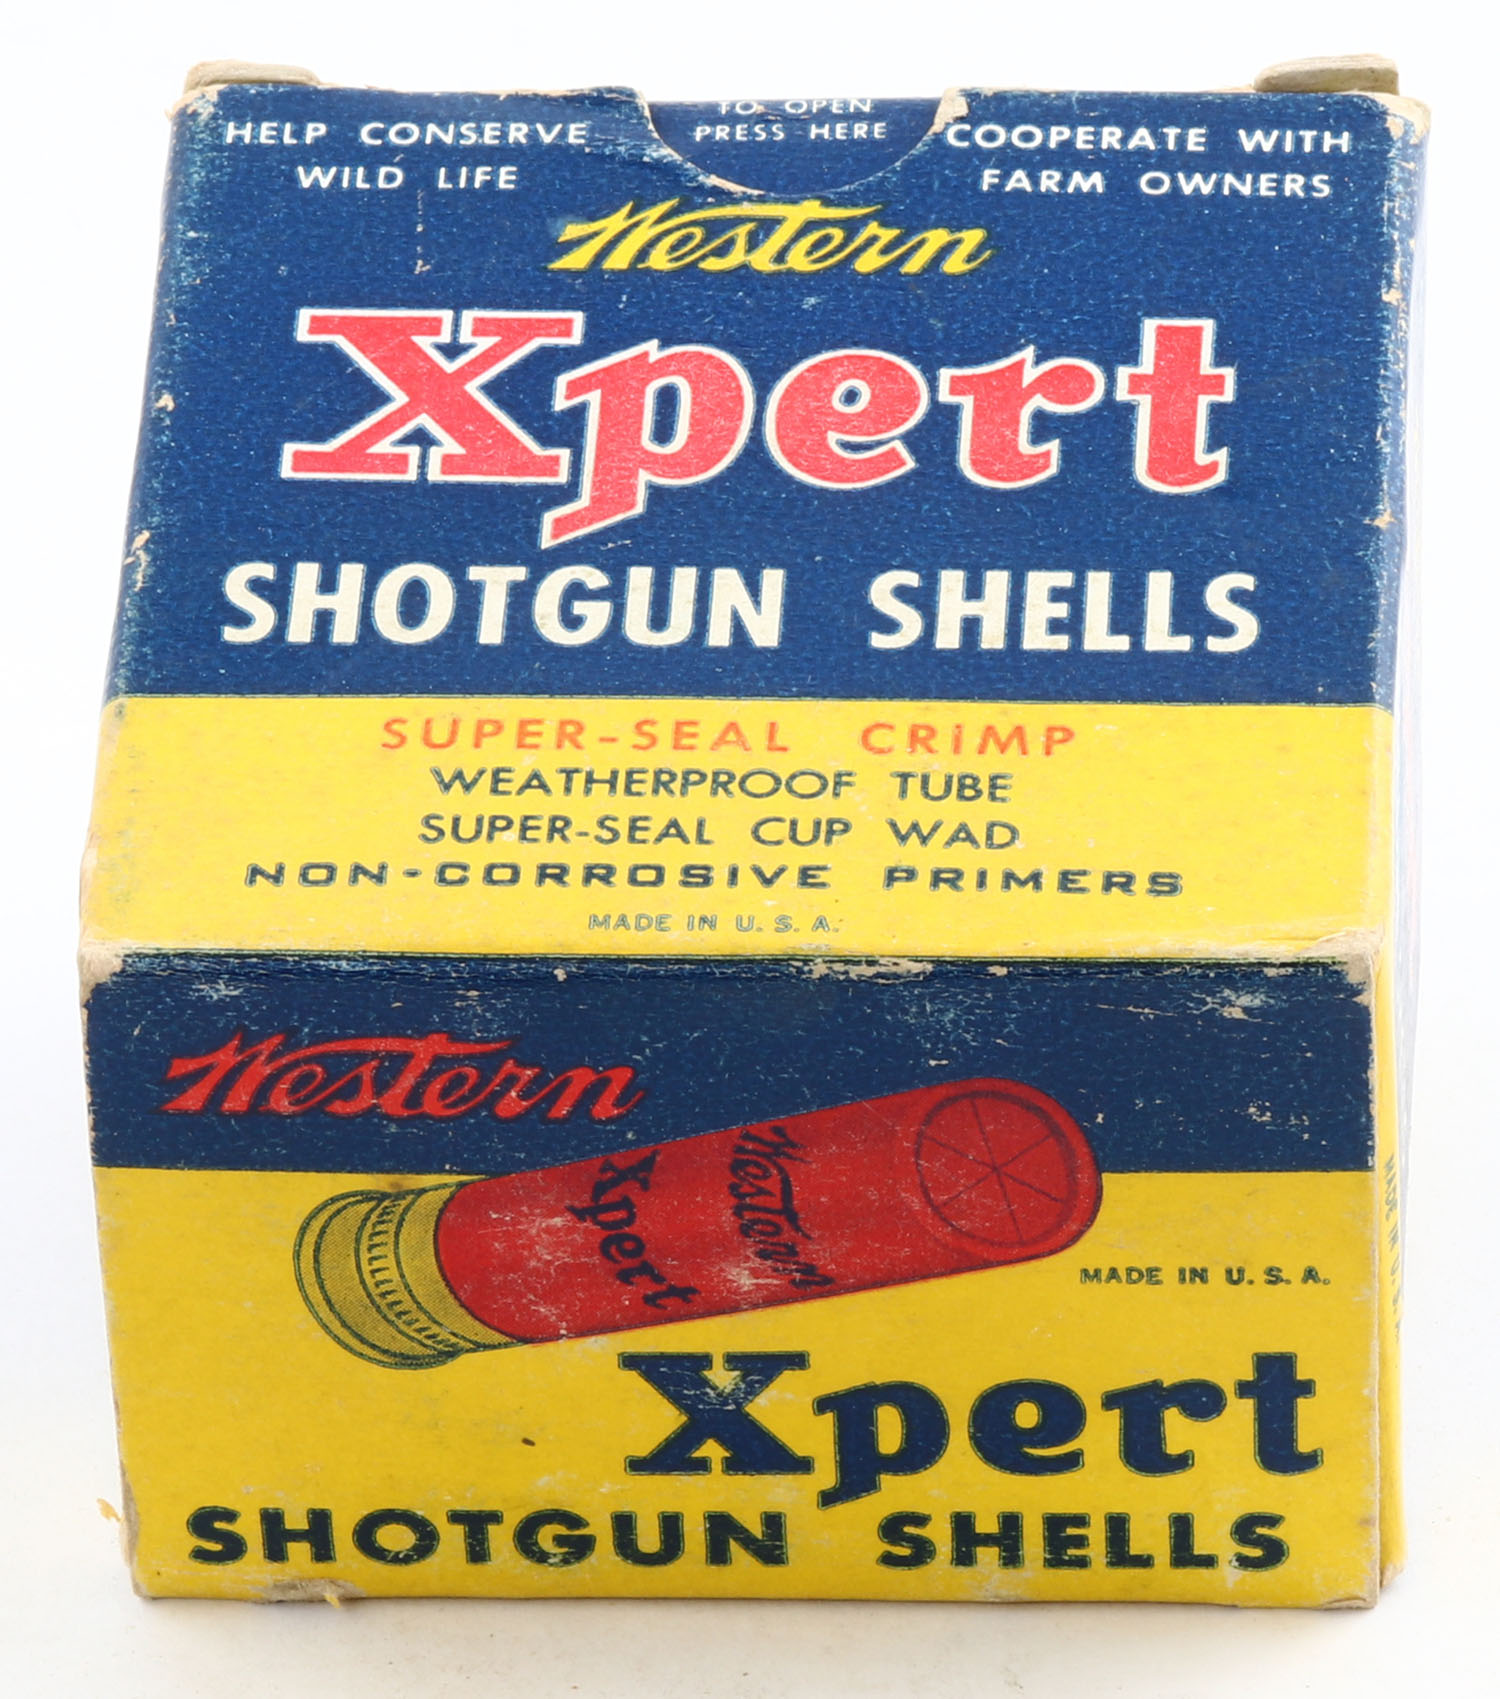 TO OPEN
PRESS HERE
HELP CONSERVE
WILD LIFE
COOPERATE WITH
FARM OWNERS
Western
Xpert
SHOTGUN SHELLS
SUPER-SEAL CRIMP
WEATHERPROOF TUBE
SUPER-SEAL CUP WAD
NON-CORROSIVE PRIMERS
MADE IN U. S. A.
Western
Western
Xpert
MADE IN U. S. A.
Xpert
SHOTGUN SHELLS
MADE IN U. S. A.